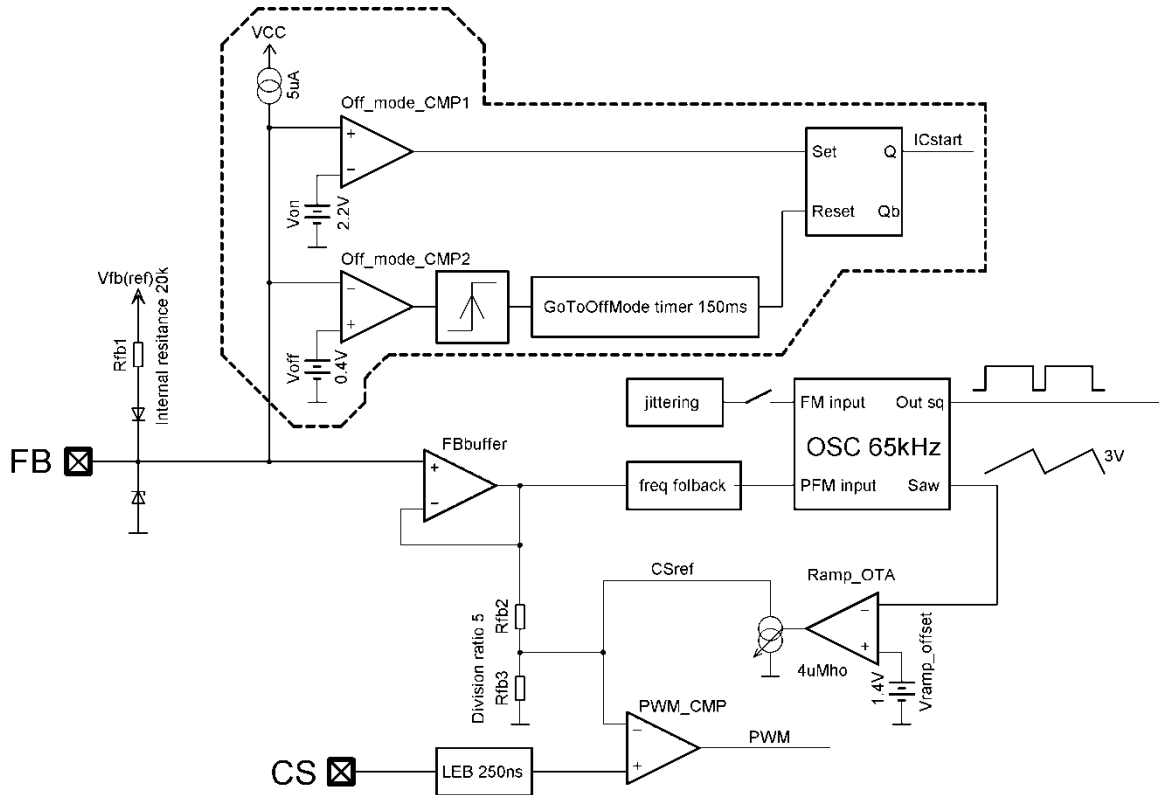 VCC
5uA
Off_mode_CMP1
+
−
Von
2.2V
Set
Q
ICstart
Reset
Qb
Off_mode_CMP2
−
+
Voff
0.4V
GoToOffMode timer 150ms
Vfb(ref)
Rfb1
Internal resitance 20k
FB
FBbuffer
+
−
jittering
FM input
Out sq
OSC 65kHz
freq folback
PFM input
Saw
3V
CSref
Ramp_OTA
−
+
4uMho
1.4V
Vramp_offset
Rfb2
Rfb3
Division ratio 5
PWM_CMP
−
+
PWM
CS
LEB 250ns